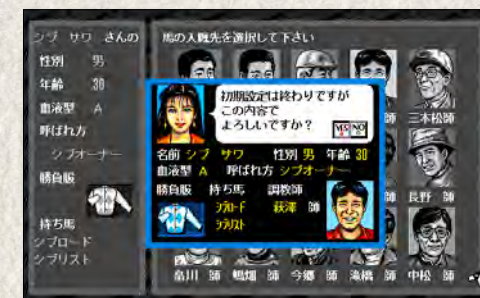 シブ サワ さんの
性別 男
年齢 30
血液型 A
呼ばれ方
シブオーナー
勝負服
持ち馬
シブロード
シブリスト
馬の入厩先を選択して下さい
三本松師
師 長野 師
畠川 師 鴨畑 師 今郷 師 滝橋 師 中松 師
初期設定は終わりですが
この内容で
よろしいですか?
YES NO
名前 シブ サワ 性別 男 年齢 30
血液型 A 呼ばれ方 シブオーナー
勝負服 持ち馬 調教師
シブロード 萩澤 師
シブリスト